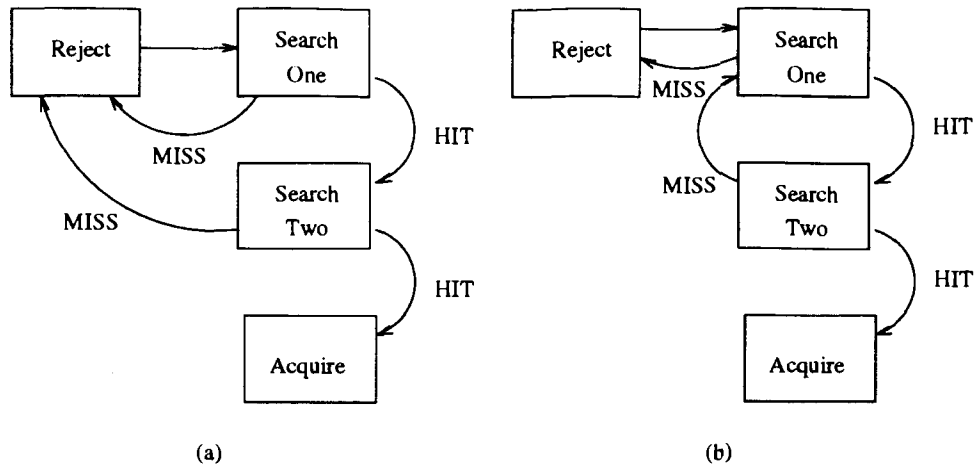 Reject
Search
One
MISS
HIT
MISS
Search
Two
HIT
Acquire
(a)
Reject
Search
One
MISS
HIT
MISS
Search
Two
HIT
Acquire
(b)